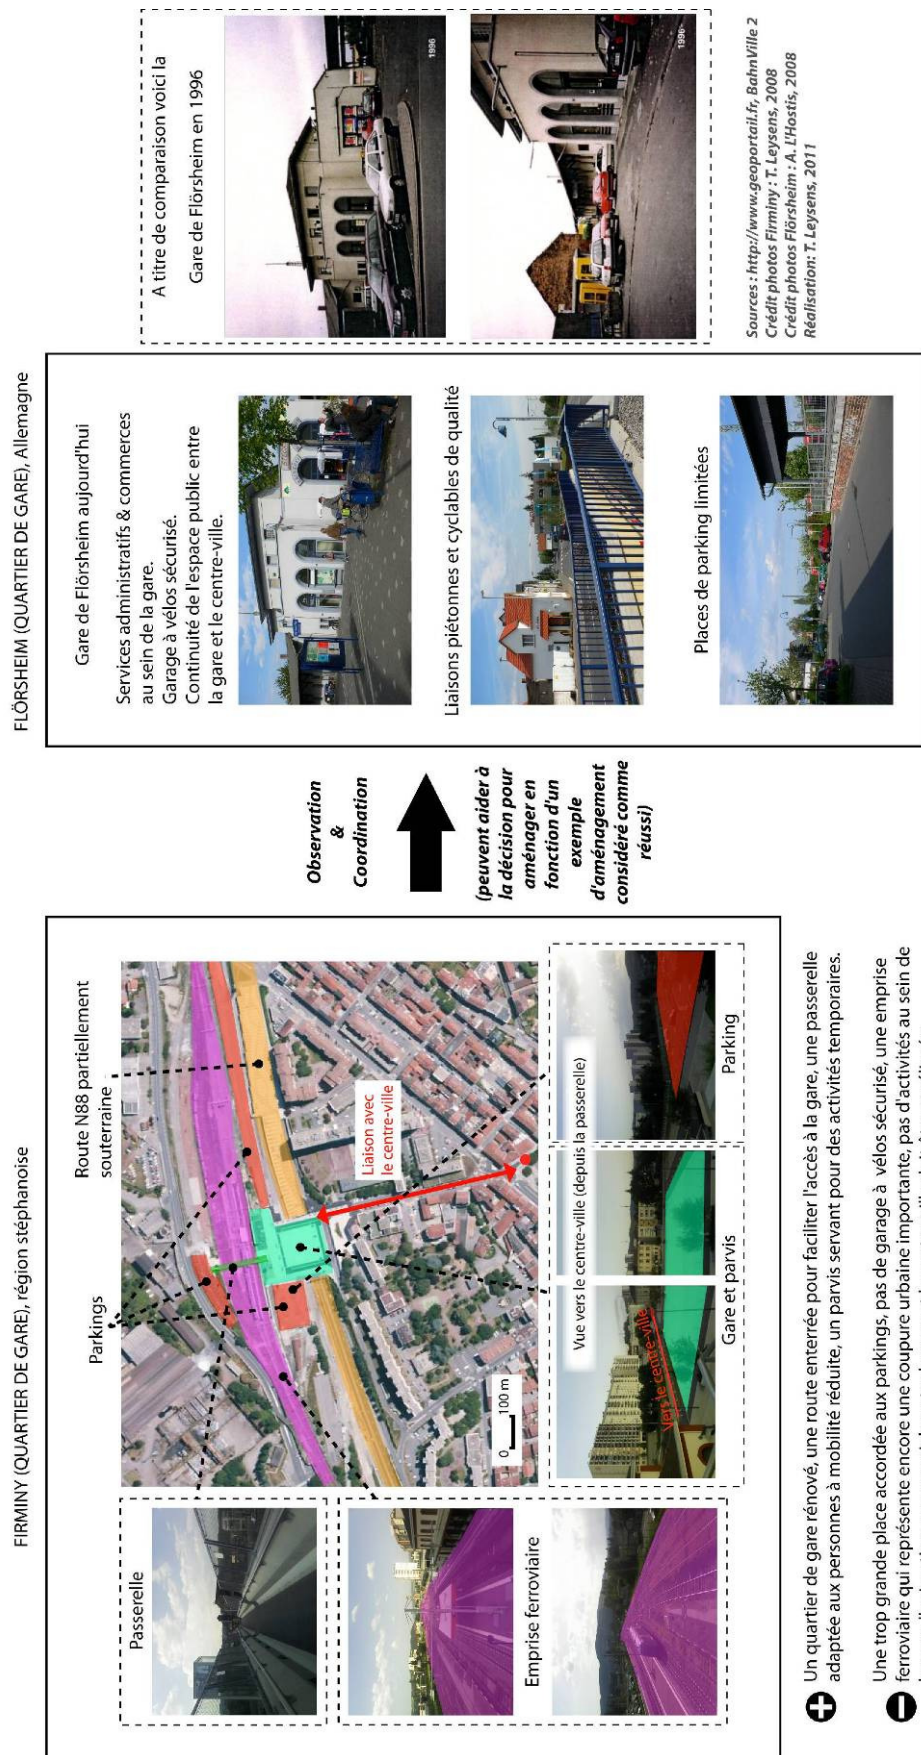 FIRMINY (QUARTIER DE GARE), région stéphanoise
Passerelle
Emprise ferroviaire
Parkings
Route N88 partiellement
souterraine
Liaison avec
le centre-ville
0 100 m
Vue vers le centre-ville (depuis la passerelle)
vers le centre-ville
Gare et parvis
Parking
Un quartier de gare rénové, une route enterrée pour faciliter l'accès à la gare, une passerelle
adaptée aux personnes à mobilité réduite, un parvis servant pour des activités temporaires.
Une trop grande place accordée aux parkings, pas de garage à vélos sécurisé, une emprise
ferroviaire qui représente encore une coupure urbaine importante, pas d'activités au sein de
Observation
&
Coordination
(peuvent aider à
la décision pour
aménager en
fonction d'un
exemple
d'aménagement
considéré comme
réussi)
FLÖRSHEIM (QUARTIER DE GARE), Allemagne
Gare de Flörsheim aujourd'hui
Services administratifs & commerces
au sein de la gare.
Garage à vélos sécurisé.
Continuité de l'espace public entre
la gare et le centre-ville.
Liaisons piétonnes et cyclables de qualité
Places de parking limitées
A titre de comparaison voici la
Gare de Flörsheim en 1996
1996
1996
Sources : http://www.geoportail.fr, BahnVille 2
Crédit photos Firminy : T. Leysens, 2008
Crédit photos Flörsheim : A. L'Hostis, 2008
Réalisation: T. Leysens, 2011